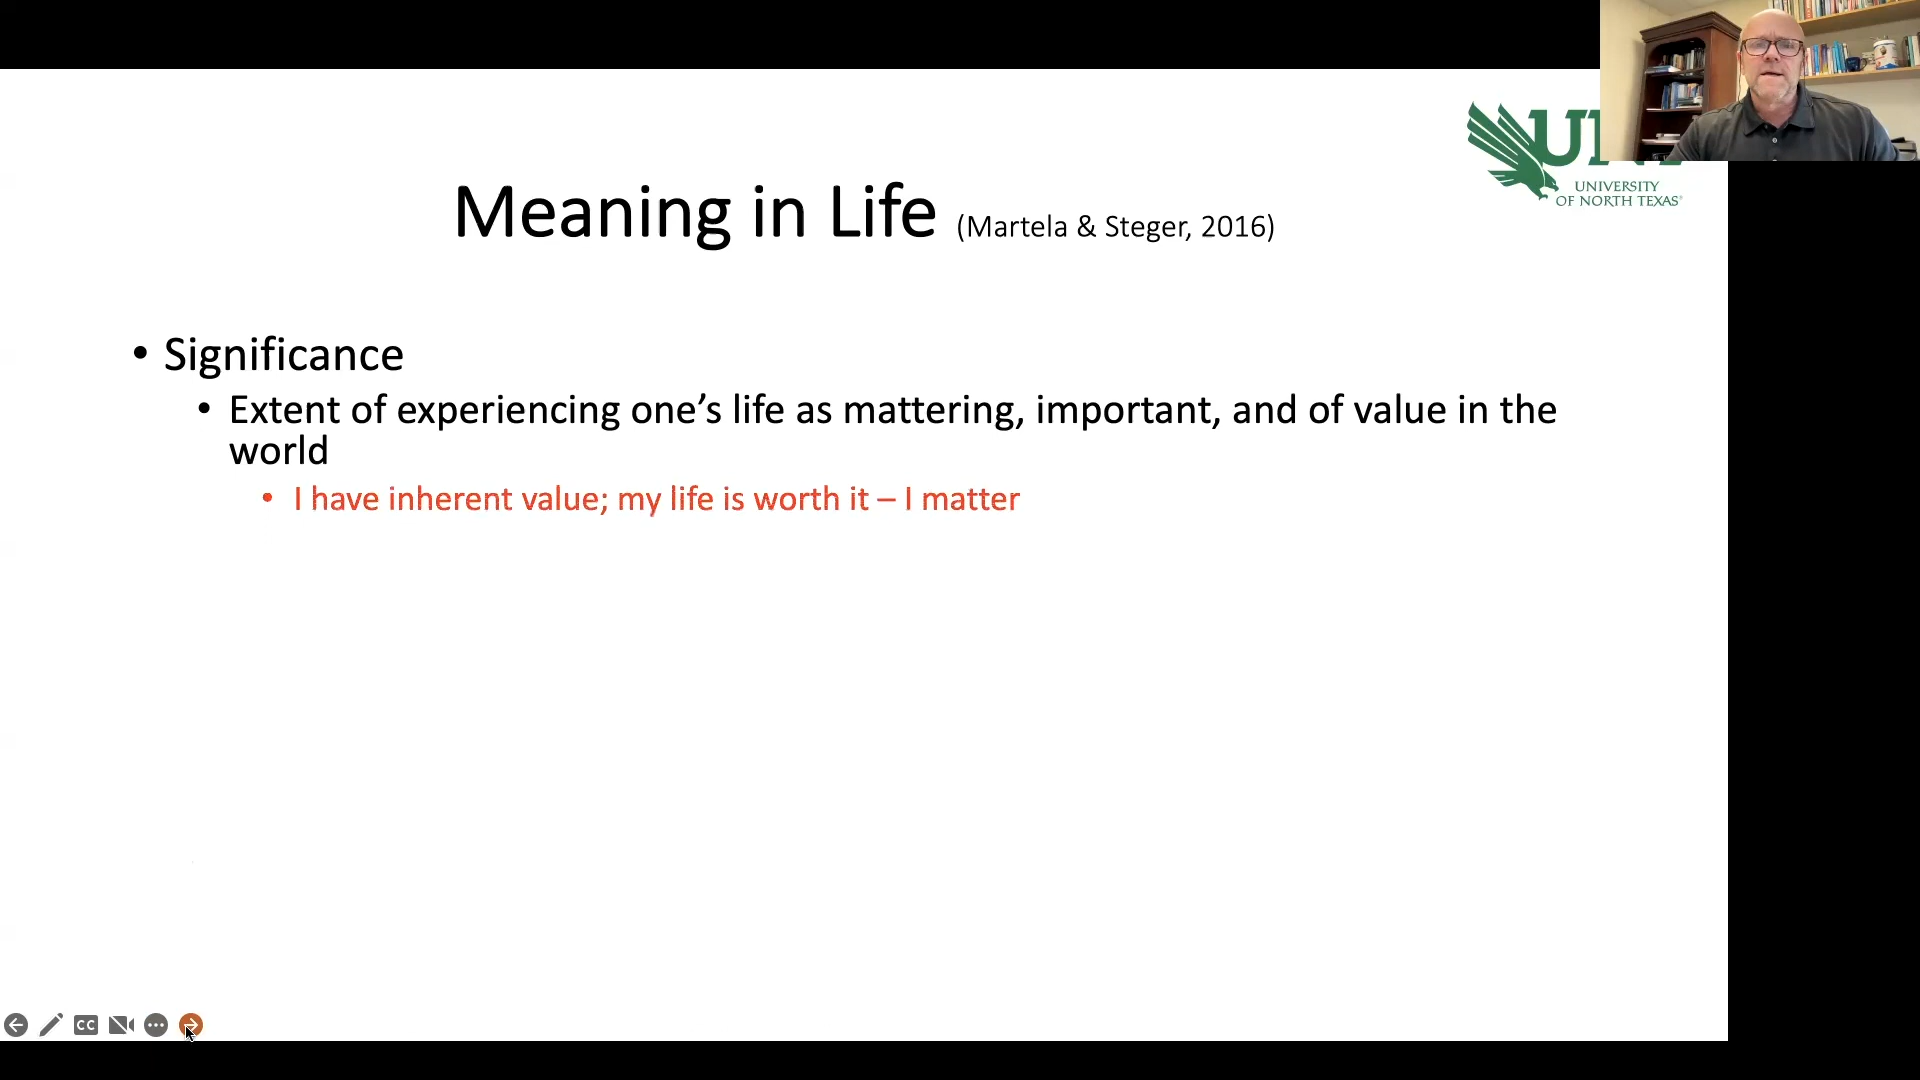 Meaning in Life (Martela & Steger, 2016)
UNIVERSITY
OF NORTH TEXAS
• Significance
• Extent of experiencing one’s life as mattering, important, and of value in the
world
• I have inherent value; my life is worth it – I matter
CC